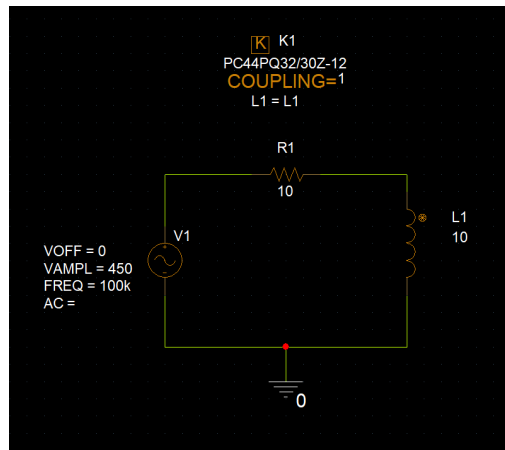 K K1
PC44PQ32/30Z-12
COUPLING=1
L1 = L1
R1
10
L1
10
V1
VOFF = 0
VAMPL = 450
FREQ = 100k
AC =
0